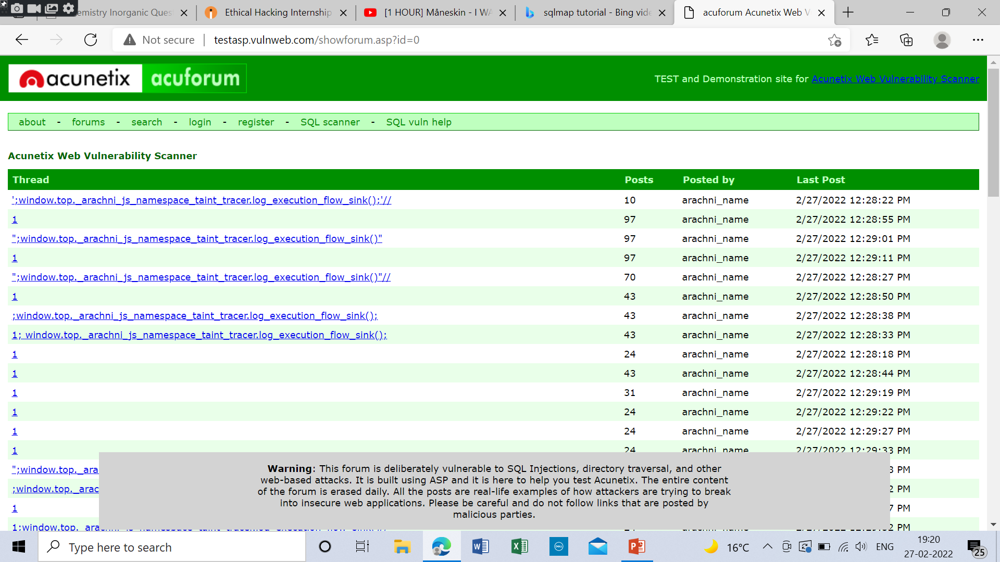 emistry Inorganic Ques
Ethical Hacking Internship
[1 HOUR] Måneskin - I WA
sqlmap tutorial - Bing vide
acuforum Acunetix Web V
Not secure
testasp.vulnweb.com/showforum.asp?id=0
acunetix acuforum
TEST and Demonstration site for Acunetix Web Vulnerability Scanner
about - forums - search - login - register - SQL scanner - SQL vuln help
Acunetix Web Vulnerability Scanner
Thread Posts Posted by Last Post
';window.top._arachni_js_namespace_taint_tracer.log_execution_flow_sink();'// 10 arachni_name 2/27/2022 12:28:22 PM
1 97 arachni_name 2/27/2022 12:28:55 PM
";window.top._arachni_js_namespace_taint_tracer.log_execution_flow_sink()" 97 arachni_name 2/27/2022 12:29:01 PM
1 97 arachni_name 2/27/2022 12:29:11 PM
";window.top._arachni_js_namespace_taint_tracer.log_execution_flow_sink()"// 70 arachni_name 2/27/2022 12:28:27 PM
1 43 arachni_name 2/27/2022 12:28:50 PM
;window.top._arachni_js_namespace_taint_tracer.log_execution_flow_sink(); 43 arachni_name 2/27/2022 12:28:38 PM
1; window.top._arachni_js_namespace_taint_tracer.log_execution_flow_sink(); 43 arachni_name 2/27/2022 12:28:33 PM
1 24 arachni_name 2/27/2022 12:28:18 PM
1 43 arachni_name 2/27/2022 12:28:44 PM
1 31 arachni_name 2/27/2022 12:29:19 PM
1 24 arachni_name 2/27/2022 12:29:22 PM
1 24 arachni_name 2/27/2022 12:29:27 PM
1 24 arachni_name 2/27/2022 12:29:33 PM
";window.top._ara 3 PM
;window.top._arac 2 PM
1 7 PM
1;window.top._ara 2 PM
Warning: This forum is deliberately vulnerable to SQL Injections, directory traversal, and other
web-based attacks. It is built using ASP and it is here to help you test Acunetix. The entire content
of the forum is erased daily. All the posts are real-life examples of how attackers are trying to break
into insecure web applications. Please be careful and do not follow links that are posted by
malicious parties.
Type here to search
DELL
16°C
ENG
19:20
27-02-2022
25